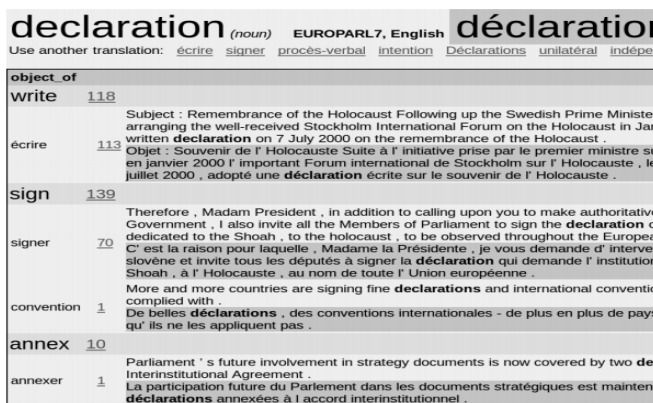 declaration (noun) EUROPARL7, English déclaratio
Use another translation: écrire signer procès-verbal intention Déclarations unilatéral indépe
object_of
write 118
Subject : Remembrance of the Holocaust Following up the Swedish Prime Ministe
arranging the well-received Stockholm International Forum on the Holocaust in Jan
écrire 113 written declaration on 7 July 2000 on the remembrance of the Holocaust .
Objet : Souvenir de l' Holocauste Suite à l' initiative prise par le premier ministre su
en janvier 2000 l' important Forum international de Stockholm sur l' Holocauste , le
juillet 2000 , adopté une déclaration écrite sur le souvenir de l' Holocauste .
sign 139
Therefore , Madam President , in addition to calling upon you to make authoritative
Government , I also invite all the Members of Parliament to sign the declaration
dedicated to the Shoah , to the holocaust , to be observed throughout the Europea
signer 70 C' est la raison pour laquelle , Madame la Présidente , je vous demande d' interve
slovène et invite tous les députés à signer la déclaration qui demande l' institution
Shoah , à l' Holocauste , au nom de toute l' Union européenne .
More and more countries are signing fine declarations and international conventio
complied with .
convention 1 De belles déclarations , des conventions internationales - de plus en plus de pays
qu' ils ne les appliquent pas .
annex 10
Parliament ' s future involvement in strategy documents is now covered by two de
Interinstitutional Agreement .
annexer 1 La participation future du Parlement dans les documents stratégiques est mainten
déclarations annexées à l accord interinstitutionnel .